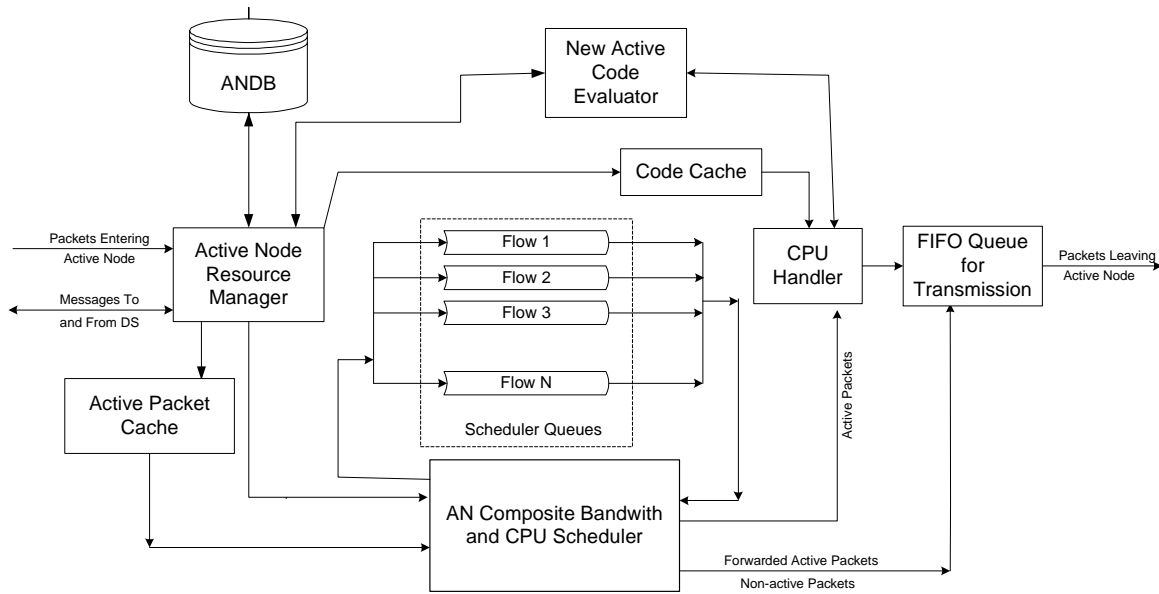 ANDB
New Active
Code
Evaluator
Code Cache
Packets Entering
Active Node
Active Node
Resource
Manager
Messages To
and From DS
Flow 1
Flow 2
Flow 3
Flow N
Scheduler Queues
CPU
Handler
FIFO Queue
for
Transmission
Packets Leaving
Active Node
Active Packet
Cache
Active Packets
AN Composite Bandwith
and CPU Scheduler
Forwarded Active Packets
Non-active Packets